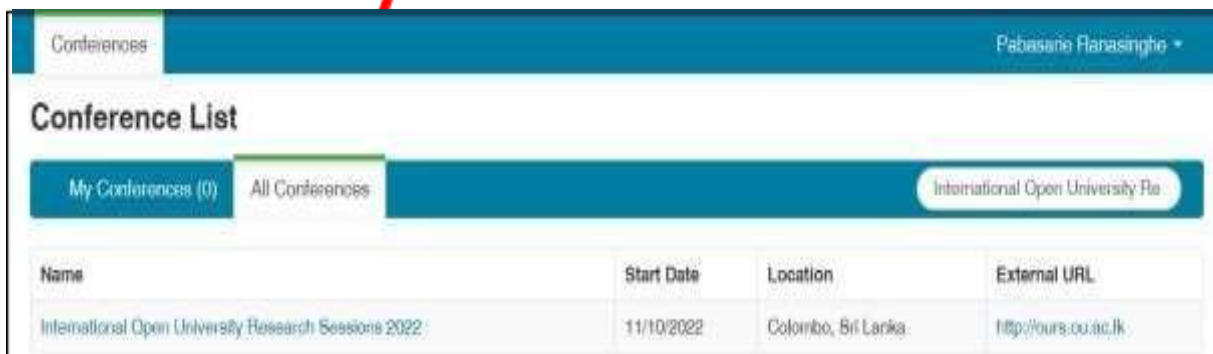 Conferences
Pabasarie Ranasinghe
Conference List
My Conferences (0)
All Conferences
International Open University Re
Name
Start Date
Location
External URL
International Open University Research Sessions 2022
11/10/2022
Colombo, Sri Lanka
http://ours.ou.ac.lk